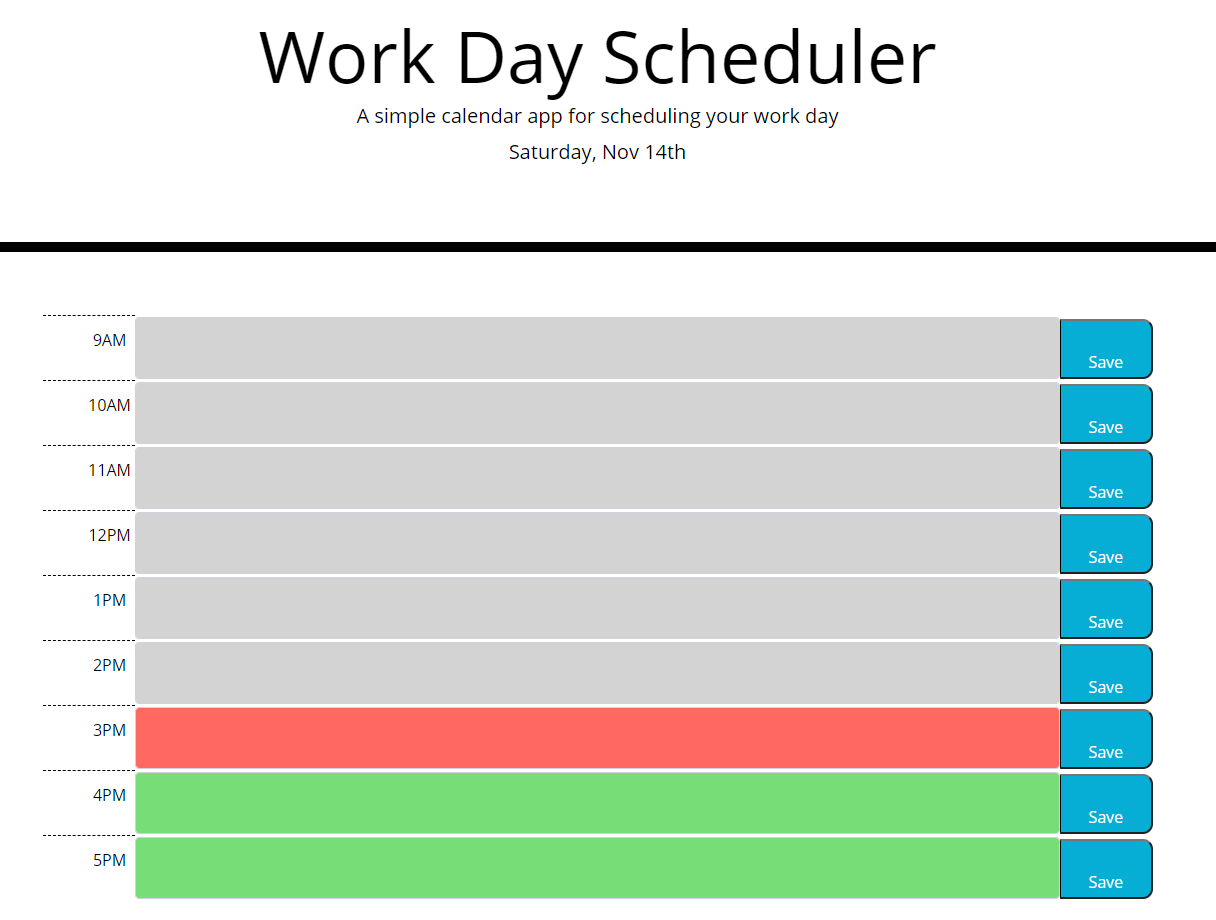 Work Day Scheduler
A simple calendar app for scheduling your work day
Saturday, Nov 14th
9AM
Save
10AM
Save
11AM
Save
12PM
Save
1PM
Save
2PM
Save
3PM
Save
4PM
Save
5PM
Save